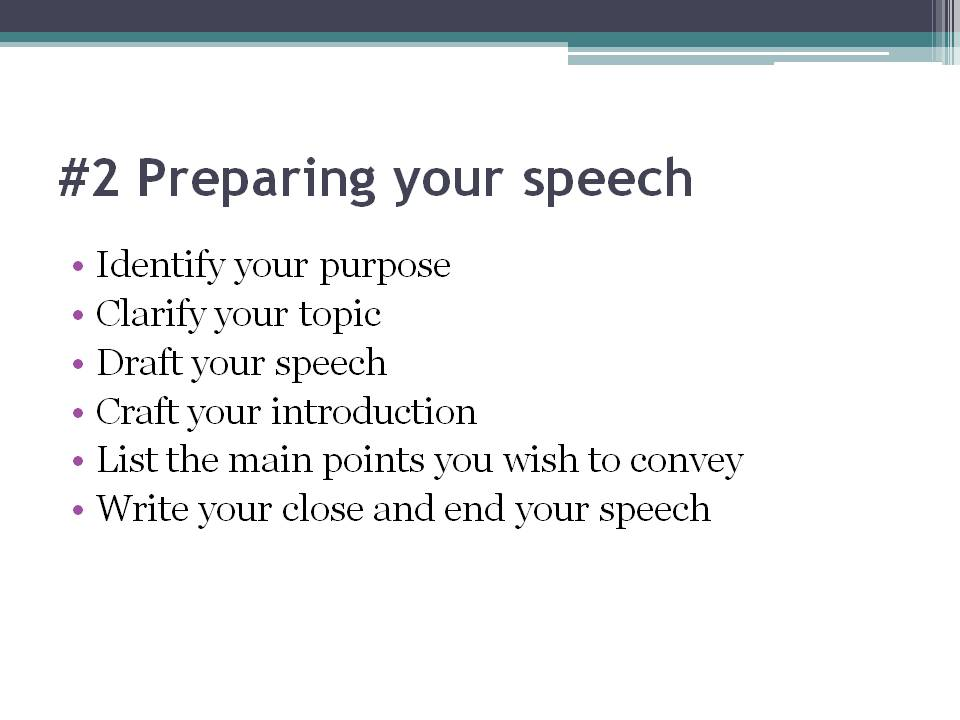 #2 Preparing your speech
• Identify your purpose
• Clarify your topic
• Draft your speech
• Craft your introduction
• List the main points you wish to convey
• Write your close and end your speech